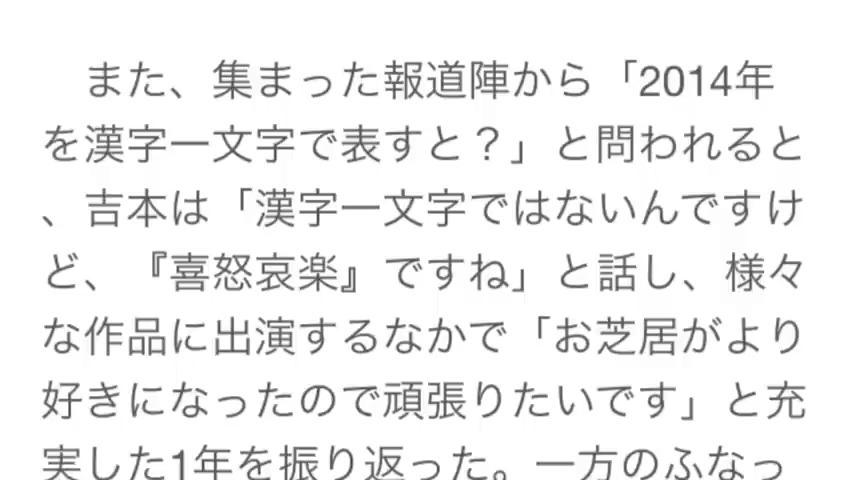 また、集まった報道陣から「2014年
を漢字一文字で表すと？」と問われると
、吉本は「漢字一文字ではないんですけ
ど、『喜怒哀楽』ですね」と話し、様々
な作品に出演するなかで「お芝居がより
好きになったので頑張りたいです」と充
実した1年を振り返った。一方のふなっ